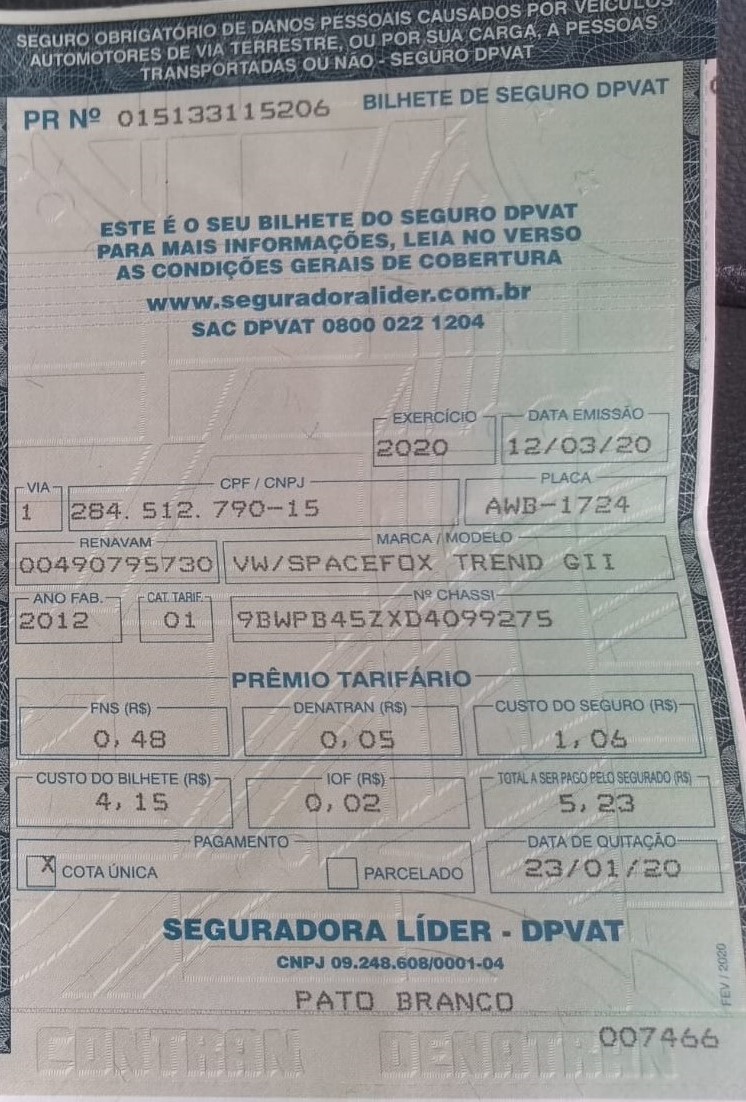 SEGURO OBRIGATÓRIO DE DANOS PESSOAIS CAUSADOS POR VEÍCULOS
AUTOMOTORES DE VIA TERRESTRE, OU POR SUA CARGA, A PESSOAS
TRANSPORTADAS OU NÃO - SEGURO DPVAT
PR Nº 015133115206 BILHETE DE SEGURO DPVAT
ESTE É O SEU BILHETE DO SEGURO DPVAT
PARA MAIS INFORMAÇÕES, LEIA NO VERSO
AS CONDIÇÕES GERAIS DE COBERTURA
www.seguradoralider.com.br
SAC DPVAT 0800 022 1204
EXERCÍCIO DATA EMISSÃO
2020 12/03/20
VIA CPF / CNPJ PLACA
1 284. 512. 790-15 AWB-1724
RENAVAM MARCA / MODELO
00490795730 VW/SPACEFOX TREND GII
ANO FAB. CAT. TARIF. Nº CHASSI
2012 01 9BWPB45ZXD4099275
PRÊMIO TARIFÁRIO
FNS (R$) DENATRAN (R$) CUSTO DO SEGURO (R$)
0,48 0,05 1,06
CUSTO DO BILHETE (R$) IOF (R$) TOTAL A SER PAGO PELO SEGURADO (R$)
4,15 0,02 5,23
PAGAMENTO DATA DE QUITAÇÃO
X COTA ÚNICA PARCELADO 23/01/20
SEGURADORA LÍDER - DPVAT
CNPJ 09.248.608/0001-04
PATO BRANCO
FEV / 2020
007466
CONTRAN DENATRAN